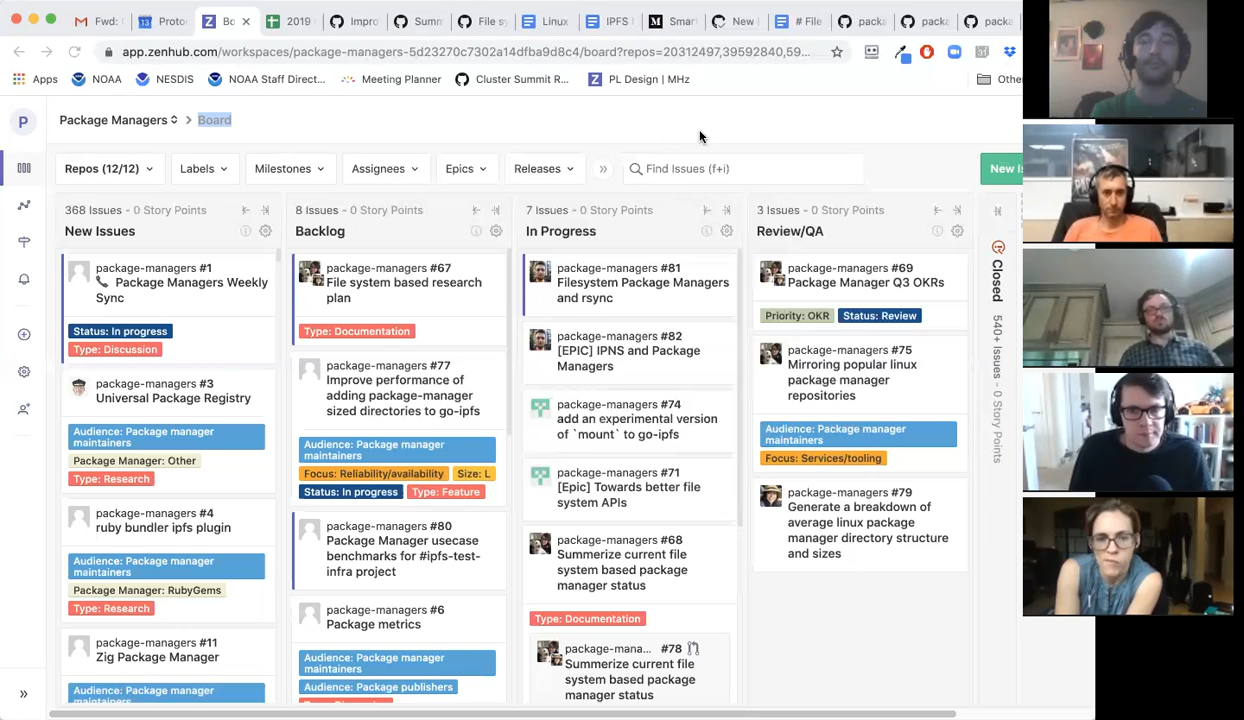 Fwd:
Proto
Bo
2019
Impro
Summ
File sy
Linux
IPFS
Smar
New
# File
packa
packa
packa
app.zenhub.com/workspaces/package-managers-5d23270c7302a14dfba9d8c4/board?repos=20312497,39592840,59...
Apps
NOAA
NESDIS
NOAA Staff Direct...
Meeting Planner
Cluster Summit R...
PL Design | MHz
Other
P
Package Managers
Board
Repos (12/12)
Labels
Milestones
Assignees
Epics
Releases
Find Issues (f+i)
New Is
368 Issues - 0 Story Points
New Issues
package-managers #1
📞 Package Managers Weekly
Sync
Status: In progress
Type: Discussion
package-managers #3
Universal Package Registry
Audience: Package manager
maintainers
Package Manager: Other
Type: Research
package-managers #4
ruby bundler ipfs plugin
Audience: Package manager
maintainers
Package Manager: RubyGems
Type: Research
package-managers #11
Zig Package Manager
Audience: Package manager
maintainers
8 Issues - 0 Story Points
Backlog
package-managers #67
File system based research
plan
Type: Documentation
package-managers #77
Improve performance of
adding package-manager
sized directories to go-ipfs
Audience: Package manager
maintainers
Focus: Reliability/availability
Size: L
Status: In progress
Type: Feature
package-managers #80
Package Manager usecase
benchmarks for #ipfs-test-
infra project
package-managers #6
Package metrics
Audience: Package manager
maintainers
Audience: Package publishers
7 Issues - 0 Story Points
In Progress
package-managers #81
Filesystem Package Managers
and rsync
package-managers #82
[EPIC] IPNS and Package
Managers
package-managers #74
add an experimental version
of `mount` to go-ipfs
package-managers #71
[Epic] Towards better file
system APIs
package-managers #68
Summerize current file
system based package
manager status
Type: Documentation
package-mana... #78
Summerize current file
system based package
manager status
3 Issues - 0 Story Points
Review/QA
package-managers #69
Package Manager Q3 OKRs
Priority: OKR
Status: Review
package-managers #75
Mirroring popular linux
package manager
repositories
Audience: Package manager
maintainers
Focus: Services/tooling
package-managers #79
Generate a breakdown of
average linux package
manager directory structure
and sizes
Closed
540+ Issues - 0 Story Points